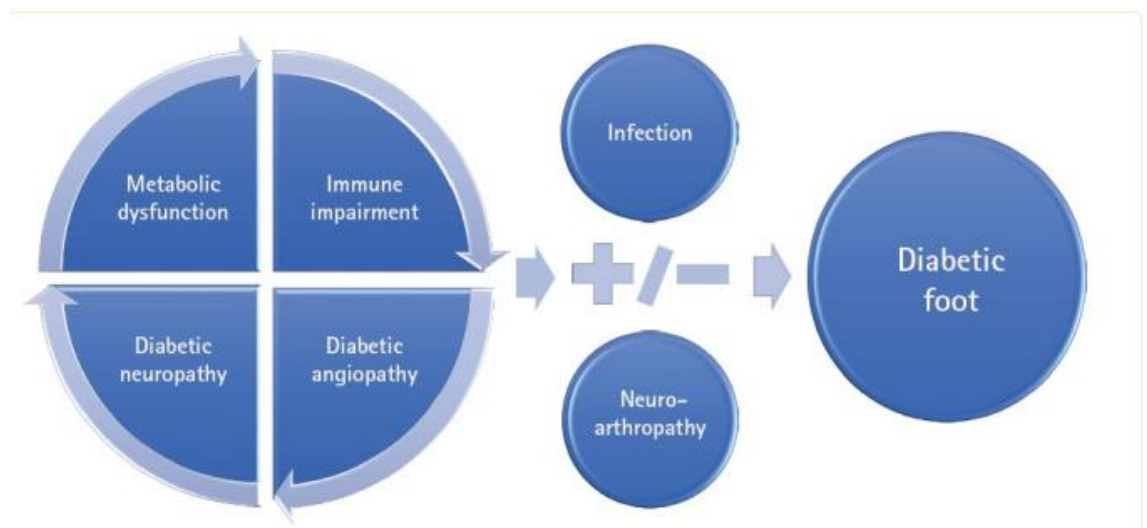 Metabolic
dysfunction
Immune
impairment
Diabetic
neuropathy
Diabetic
angiopathy
Infection
+/−
Neuro-
arthropathy
Diabetic
foot